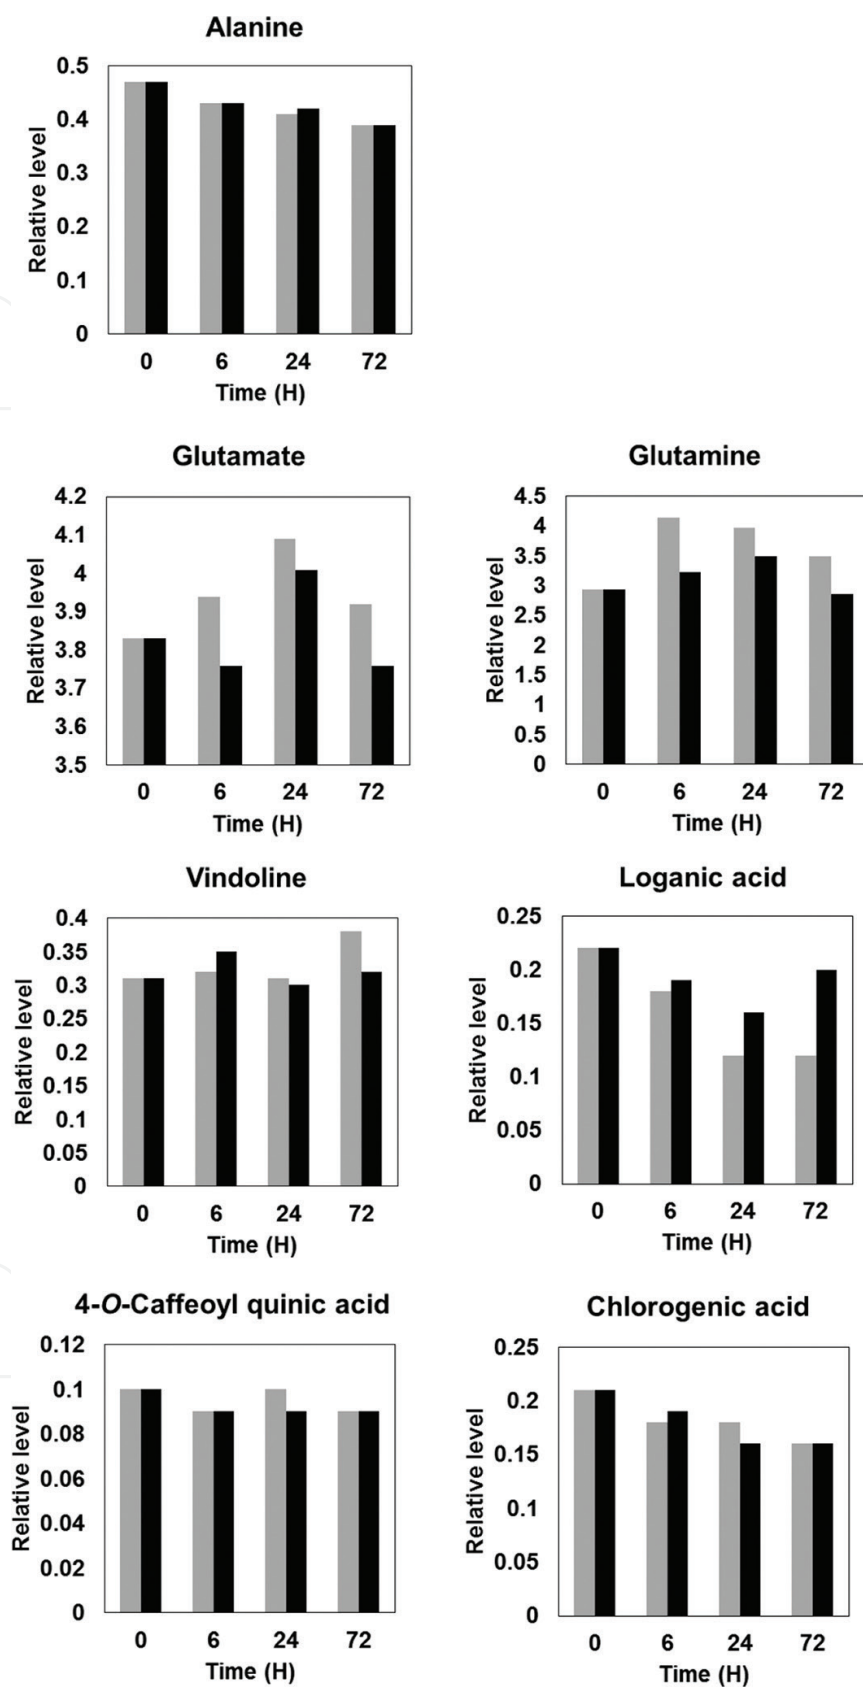 Alanine
Relative level
0.5
0.4
0.3
0.2
0.1
0
0 6 24 72
Time (H)
Glutamate
Relative level
4.2
4.1
4
3.9
3.8
3.7
3.6
3.5
0 6 24 72
Time (H)
Glutamine
Relative level
4.5
4
3.5
3
2.5
2
1.5
1
0.5
0
0 6 24 72
Time (H)
Vindoline
Relative level
0.4
0.35
0.3
0.25
0.2
0.15
0.1
0.05
0
0 6 24 72
Time (H)
Loganic acid
Relative level
0.25
0.2
0.15
0.1
0.05
0
0 6 24 72
Time (H)
4-O-Caffeoyl quinic acid
Relative level
0.12
0.1
0.08
0.06
0.04
0.02
0
0 6 24 72
Time (H)
Chlorogenic acid
Relative level
0.25
0.2
0.15
0.1
0.05
0
0 6 24 72
Time (H)